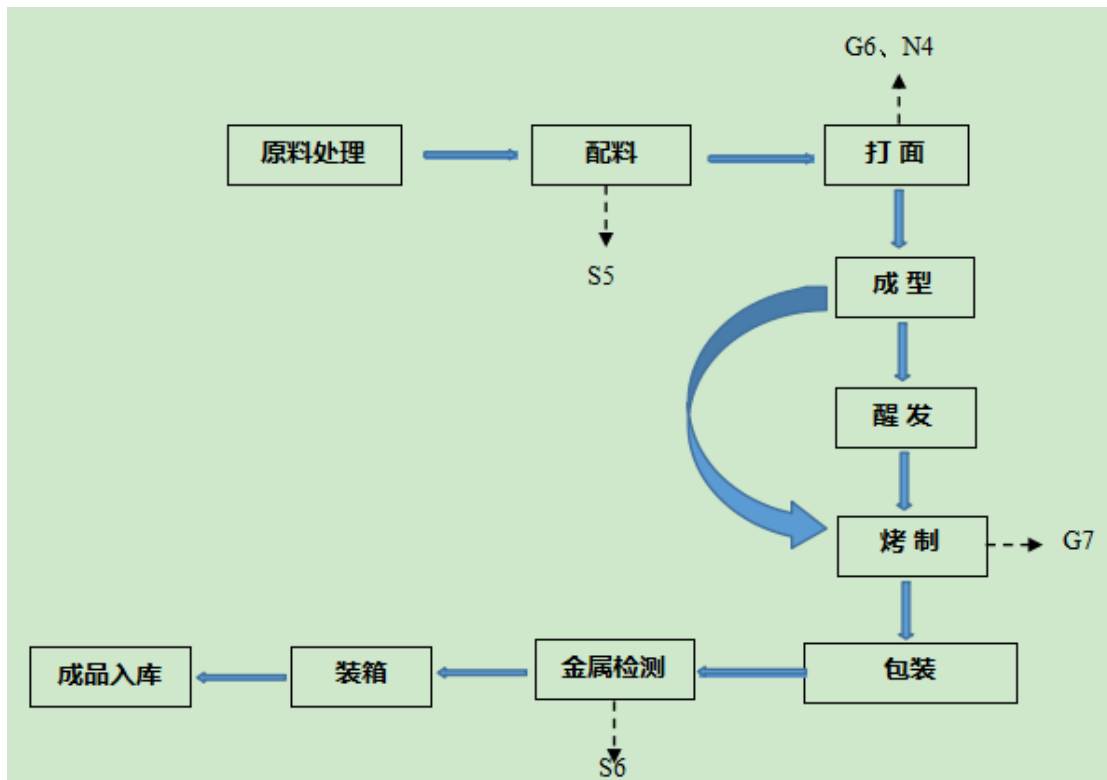 G6、N4
原料处理
配料
打 面
S5
成 型
醒 发
烤 制
G7
成品入库
装箱
金属检测
包装
S6